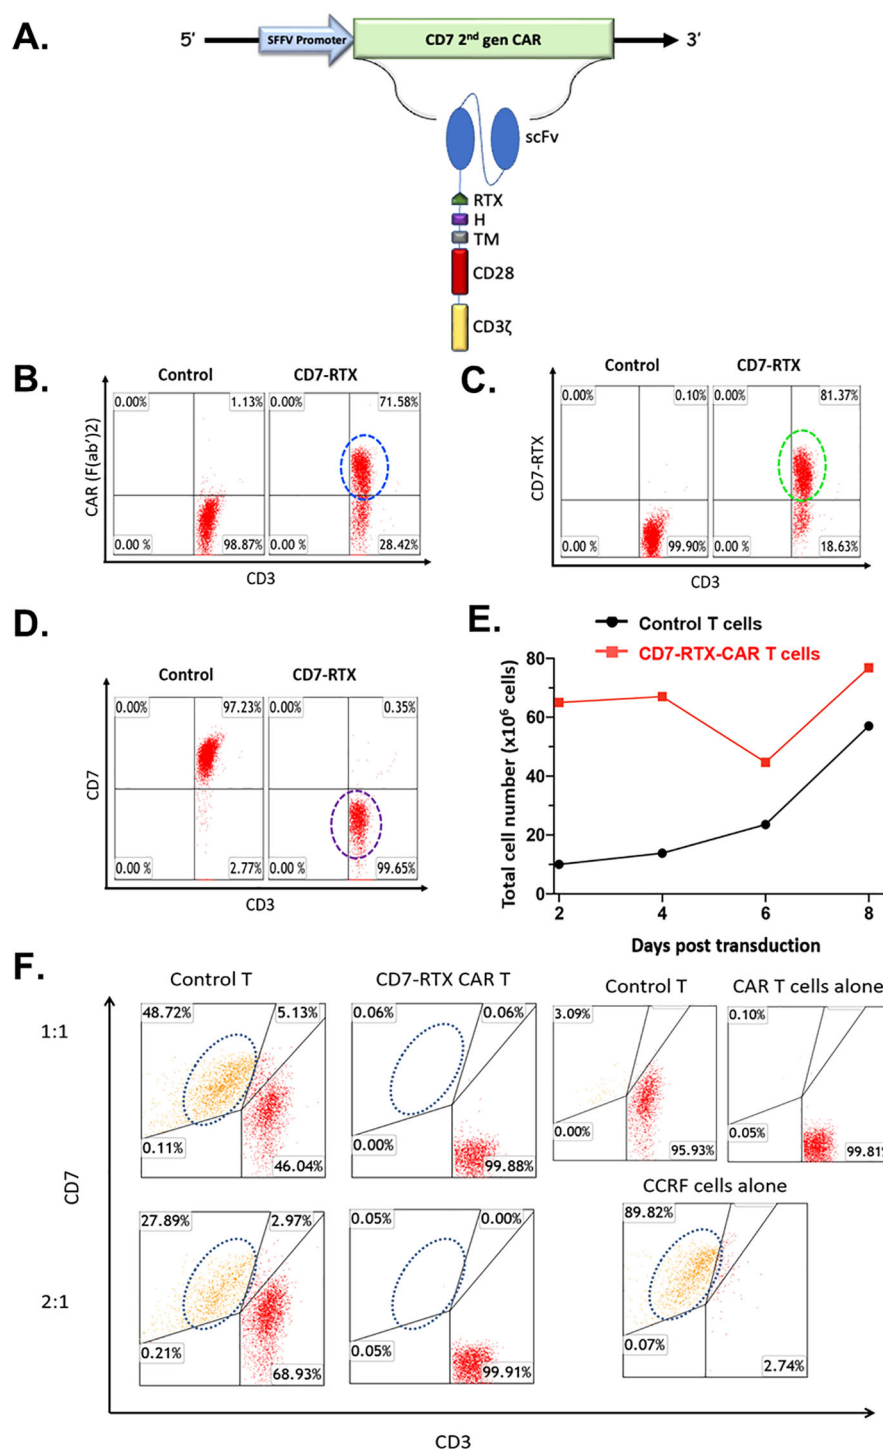 A.
5′ SFFV Promoter CD7 2nd gen CAR 3′
scFv
RTX
H
TM
CD28
CD3ζ
B.
Control CD7-RTX
CAR (F(ab')2)
0.00% 1.13% 0.00% 71.58%
0.00 % 98.87% 0.00 % 28.42%
CD3
C.
Control CD7-RTX
CD7-RTX
0.00% 0.10% 0.00% 81.37%
0.00 % 99.90% 0.00 % 18.63%
CD3
D.
Control CD7-RTX
CD7
0.00% 97.23% 0.00% 0.35%
0.00 % 2.77% 0.00 % 99.65%
CD3
E.
Control T cells
CD7-RTX-CAR T cells
Total cell number (x10⁶ cells)
80
60
40
20
0
2 4 6 8
Days post transduction
F.
Control T CD7-RTX CAR T Control T CAR T cells alone
1:1
48.72% 5.13% 0.06% 0.06% 3.09% 0.10%
0.11% 46.04% 0.00% 99.88% 0.00% 95.93% 0.05% 99.81%
CD7
CCRF cells alone
2:1
27.89% 2.97% 0.05% 0.00% 89.82%
0.21% 68.93% 0.05% 99.91% 0.07% 2.74%
CD3